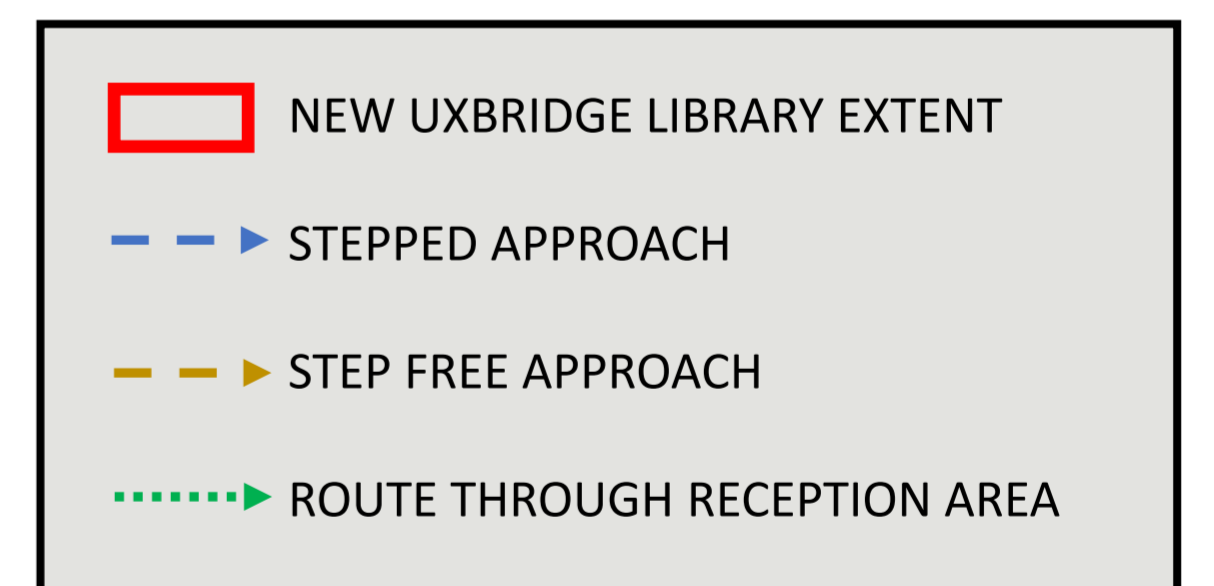 NEW UXBRIDGE LIBRARY EXTENT
STEPPED APPROACH
STEP FREE APPROACH
ROUTE THROUGH RECEPTION AREA